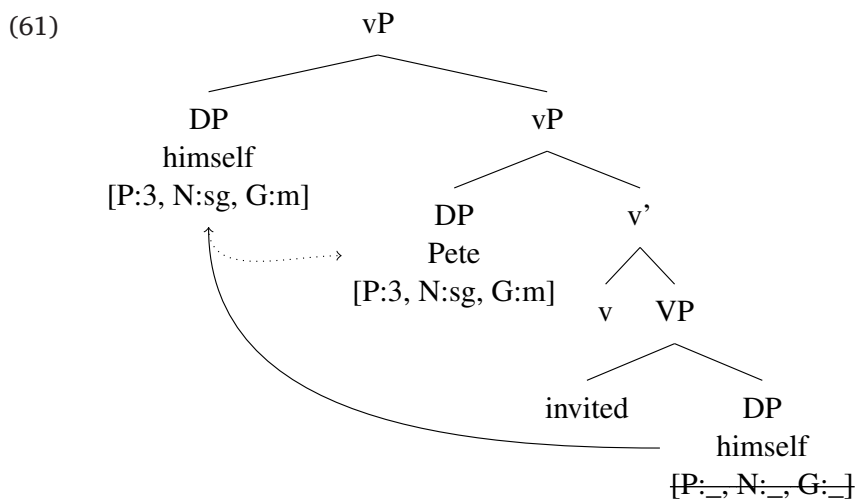 (61) vP
DP vP
himself
[P:3, N:sg, G:m] DP v’
Pete
[P:3, N:sg, G:m] v VP
invited DP
himself
[P:_, N:_, G:_]